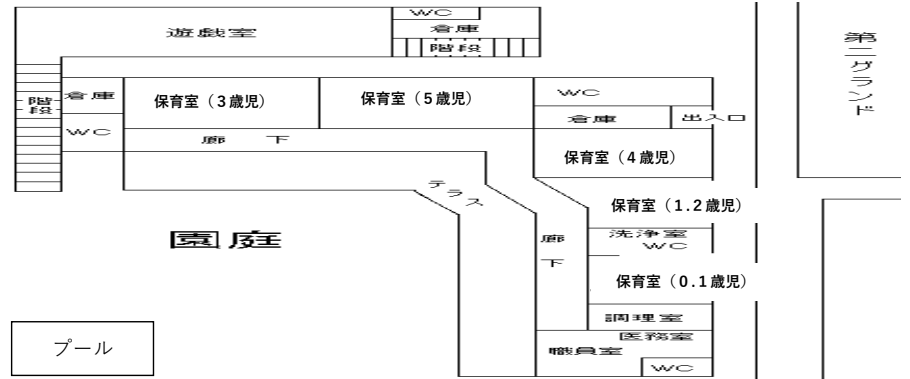 WC
倉庫
階段
遊戯室
第二グランド
階段
倉庫
WC
保育室（３歳児）
保育室（５歳児）
WC
倉庫
出入口
廊　下
保育室（４歳児）
テラス
保育室（１.２歳児）
園庭
廊下
洗浄室
WC
保育室（０.１歳児）
調理室
医務室
職員室
WC
プール